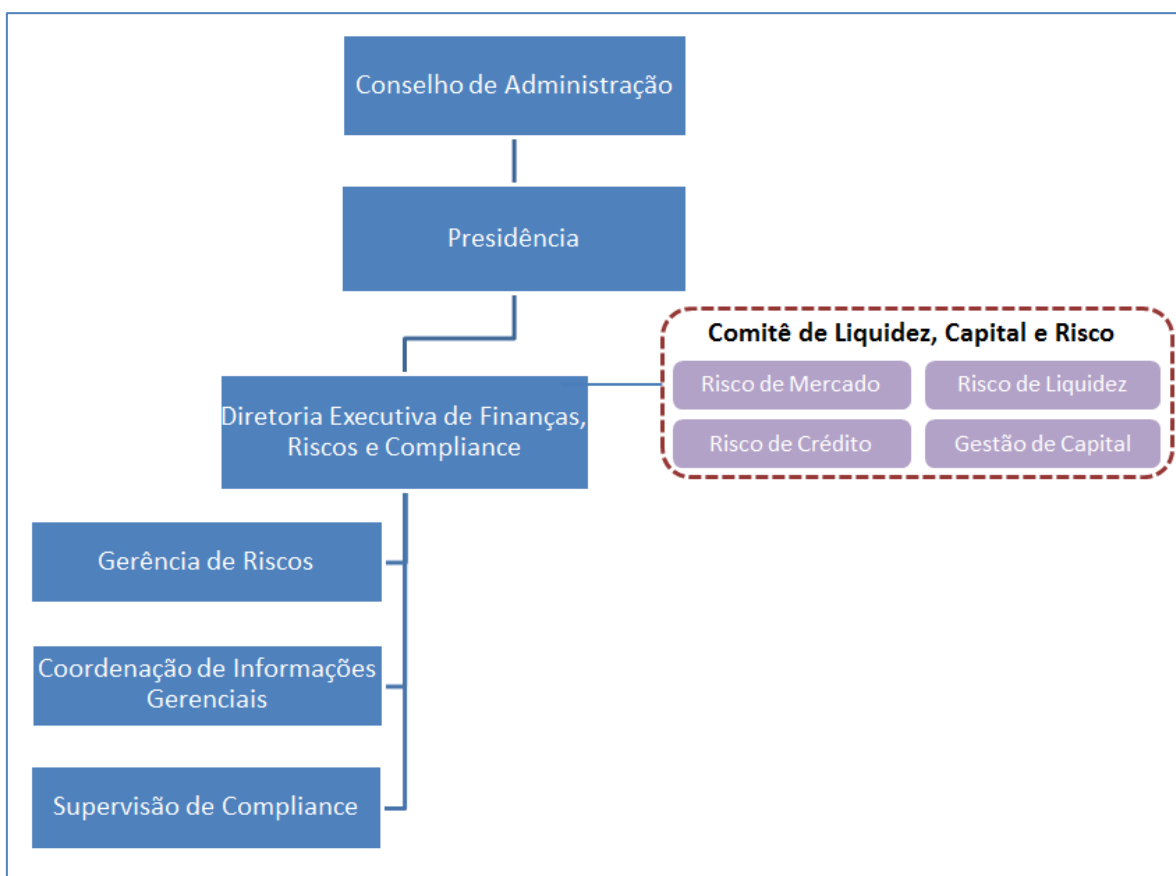 Conselho de Administração
Presidência
Comitê de Liquidez, Capital e Risco
Risco de Mercado
Risco de Liquidez
Risco de Crédito
Gestão de Capital
Diretoria Executiva de Finanças,
Riscos e Compliance
Gerência de Riscos
Coordenação de Informações
Gerenciais
Supervisão de Compliance